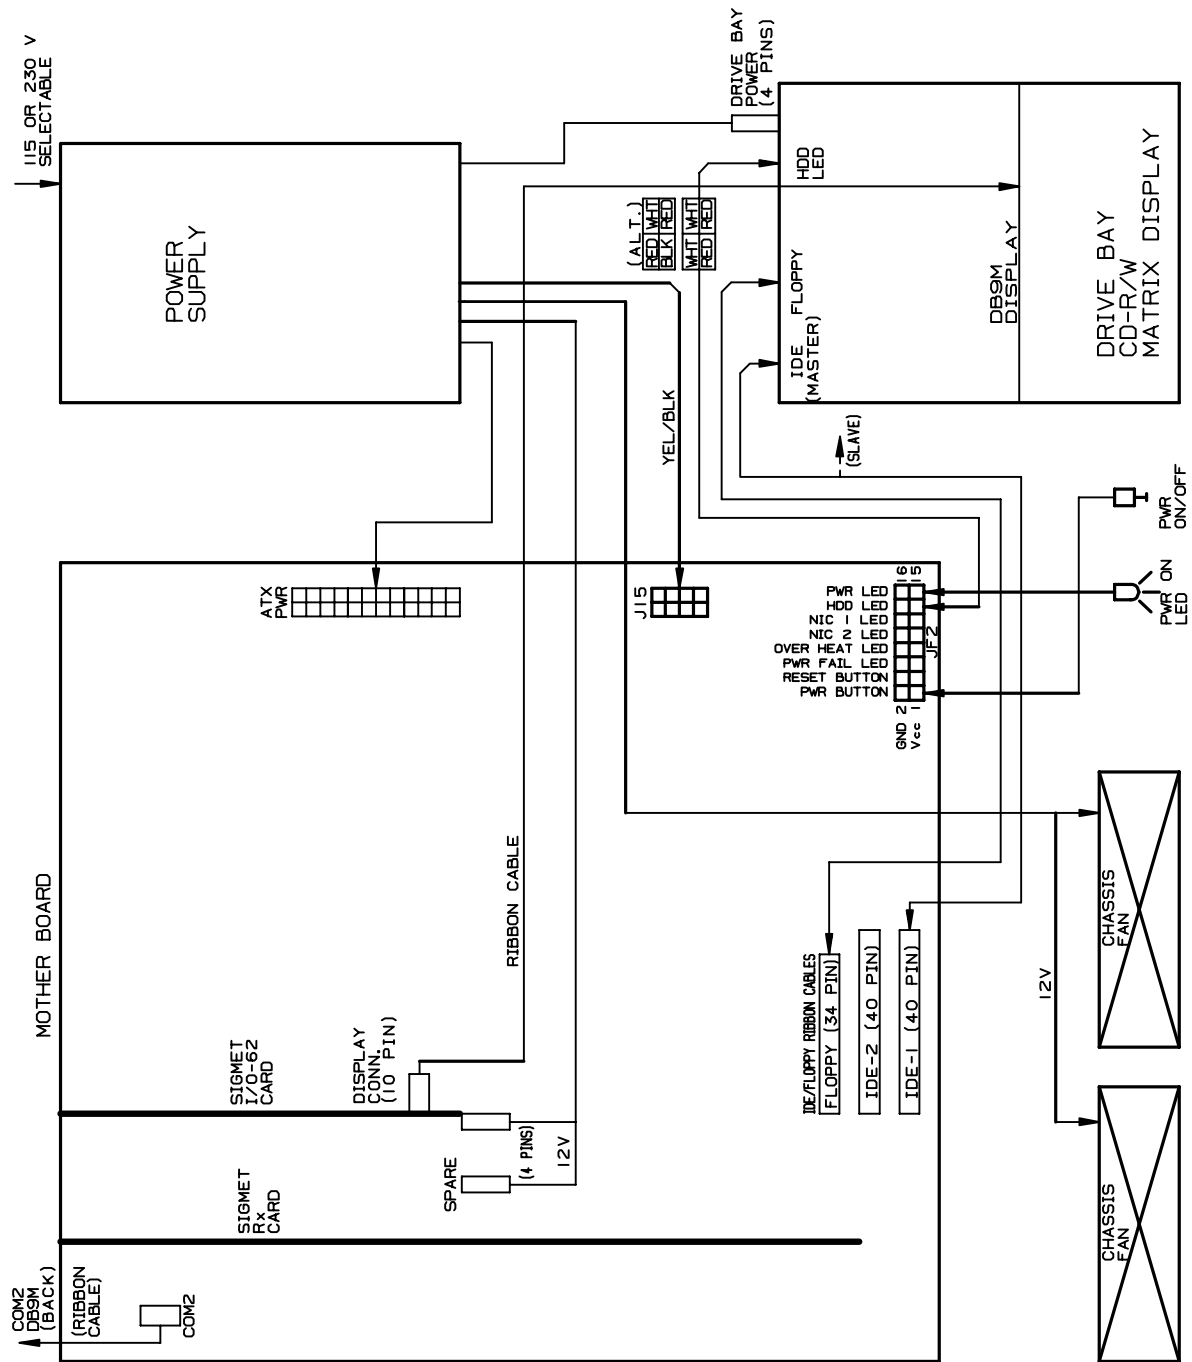 115 OR 230 V
SELECTABLE
POWER
SUPPLY
DRIVE BAY
POWER
(4 PINS)
HDD
LED
(ALT.)
RED WHT
BLK RED
WHT WHT
RED RED
FLOPPY
IDE
(MASTER)
DB9M
DISPLAY
DRIVE BAY
CD-R/W
MATRIX DISPLAY
YEL/BLK
(SLAVE)
PWR
ON/OFF
PWR ON
LED
MOTHER BOARD
ATX
PWR
J15
PWR LED
HDD LED
NIC 1 LED
NIC 2 LED
OVER HEAT LED
PWR FAIL LED
RESET BUTTON
PWR BUTTON
16
15
JF2
GND 2
Vcc 1
RIBBON CABLE
CHASSIS
FAN
12V
IDE/FLOPPY RIBBON CABLES
FLOPPY (34 PIN)
IDE-2 (40 PIN)
IDE-1 (40 PIN)
SIGMET
I/O-62
CARD
DISPLAY
CONN.
(10 PIN)
(4 PINS)
12V
SPARE
SIGMET
Rx
CARD
CHASSIS
FAN
COM2
DB9M
(BACK)
(RIBBON
CABLE)
COM2